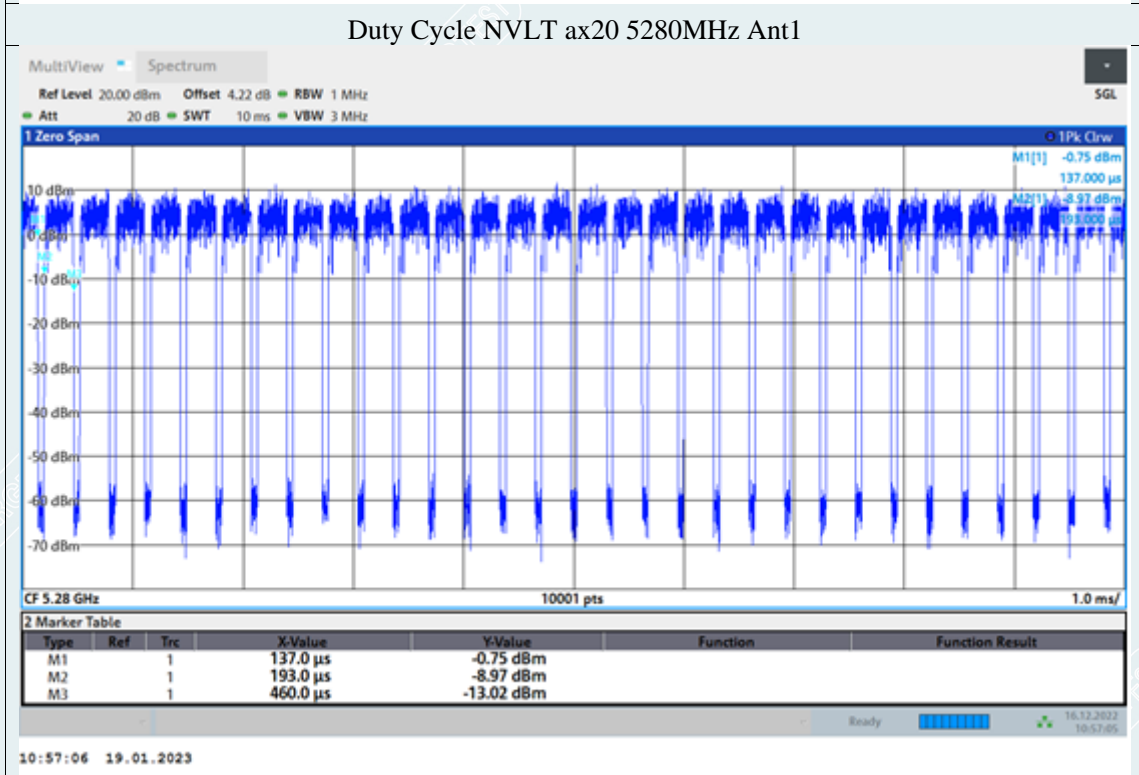 Duty Cycle NVLT ax20 5280MHz Ant1
MultiView Spectrum
Ref Level 20.00 dBm Offset 4.22 dB RBW 1 MHz SGL
Att 20 dB SWT 10 ms VBW 3 MHz
1 Zero Span 1Pk Clrw
M1[1] -0.75 dBm
137.000 µs
10 dBm M2[1] -8.97 dBm
193.000 µs
0 dBm
-10 dBm
-20 dBm
-30 dBm
-40 dBm
-50 dBm
-60 dBm
-70 dBm
CF 5.28 GHz 10001 pts 1.0 ms/
2 Marker Table
Type Ref Trc X-Value Y-Value Function Function Result
M1 1 137.0 µs -0.75 dBm
M2 1 193.0 µs -8.97 dBm
M3 1 460.0 µs -13.02 dBm
Ready 16.12.2022
10:57:05
10:57:06 19.01.2023